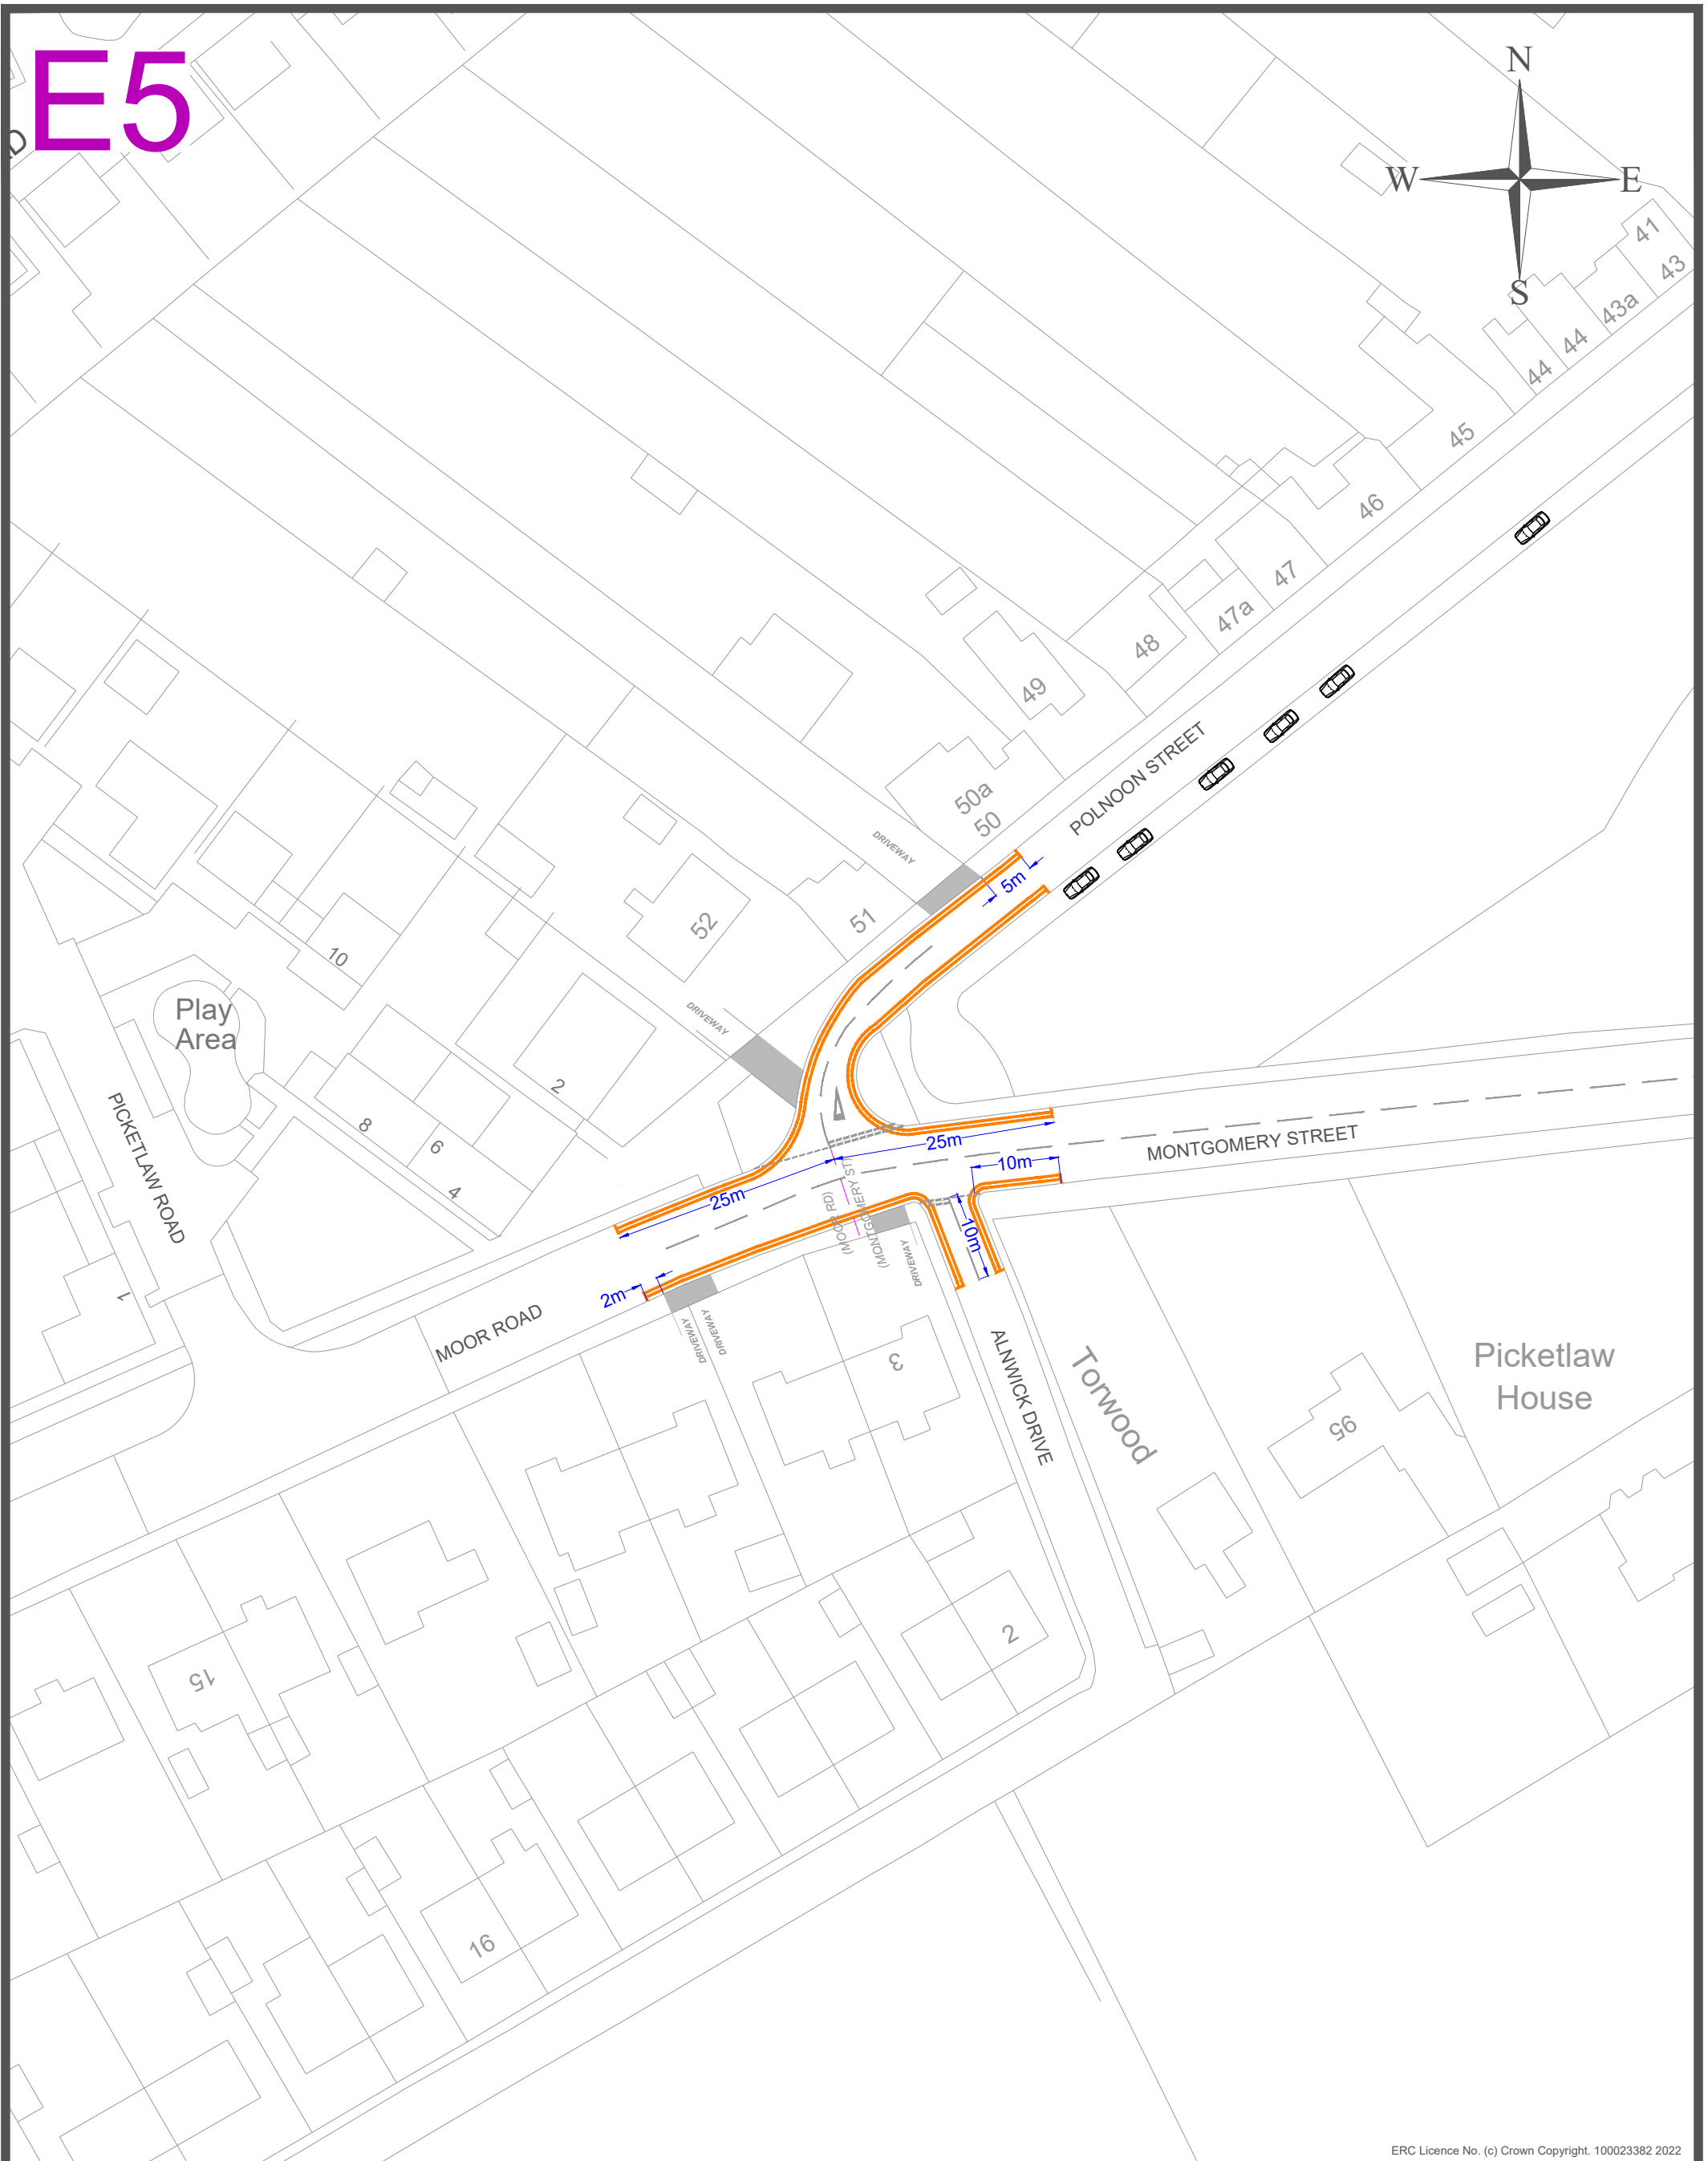 E5
N
W
E
S
41
43
43a
44
44
45
46
47
47a
48
49
50a
50
POLNOON STREET
DRIVEWAY
5m
51
52
DRIVEWAY
10
Play
Area
2
8
6
4
PICKETLAW ROAD
1
25m
25m
MONTGOMERY STREET
10m
10m
(MOOR RD)
(MONTGOMERY ST)
DRIVEWAY
2m
MOOR ROAD
DRIVEWAY
DRIVEWAY
3
ALNWICK DRIVE
Torwood
Picketlaw
House
95
2
15
16
ERC Licence No. (c) Crown Copyright. 100023382 2022